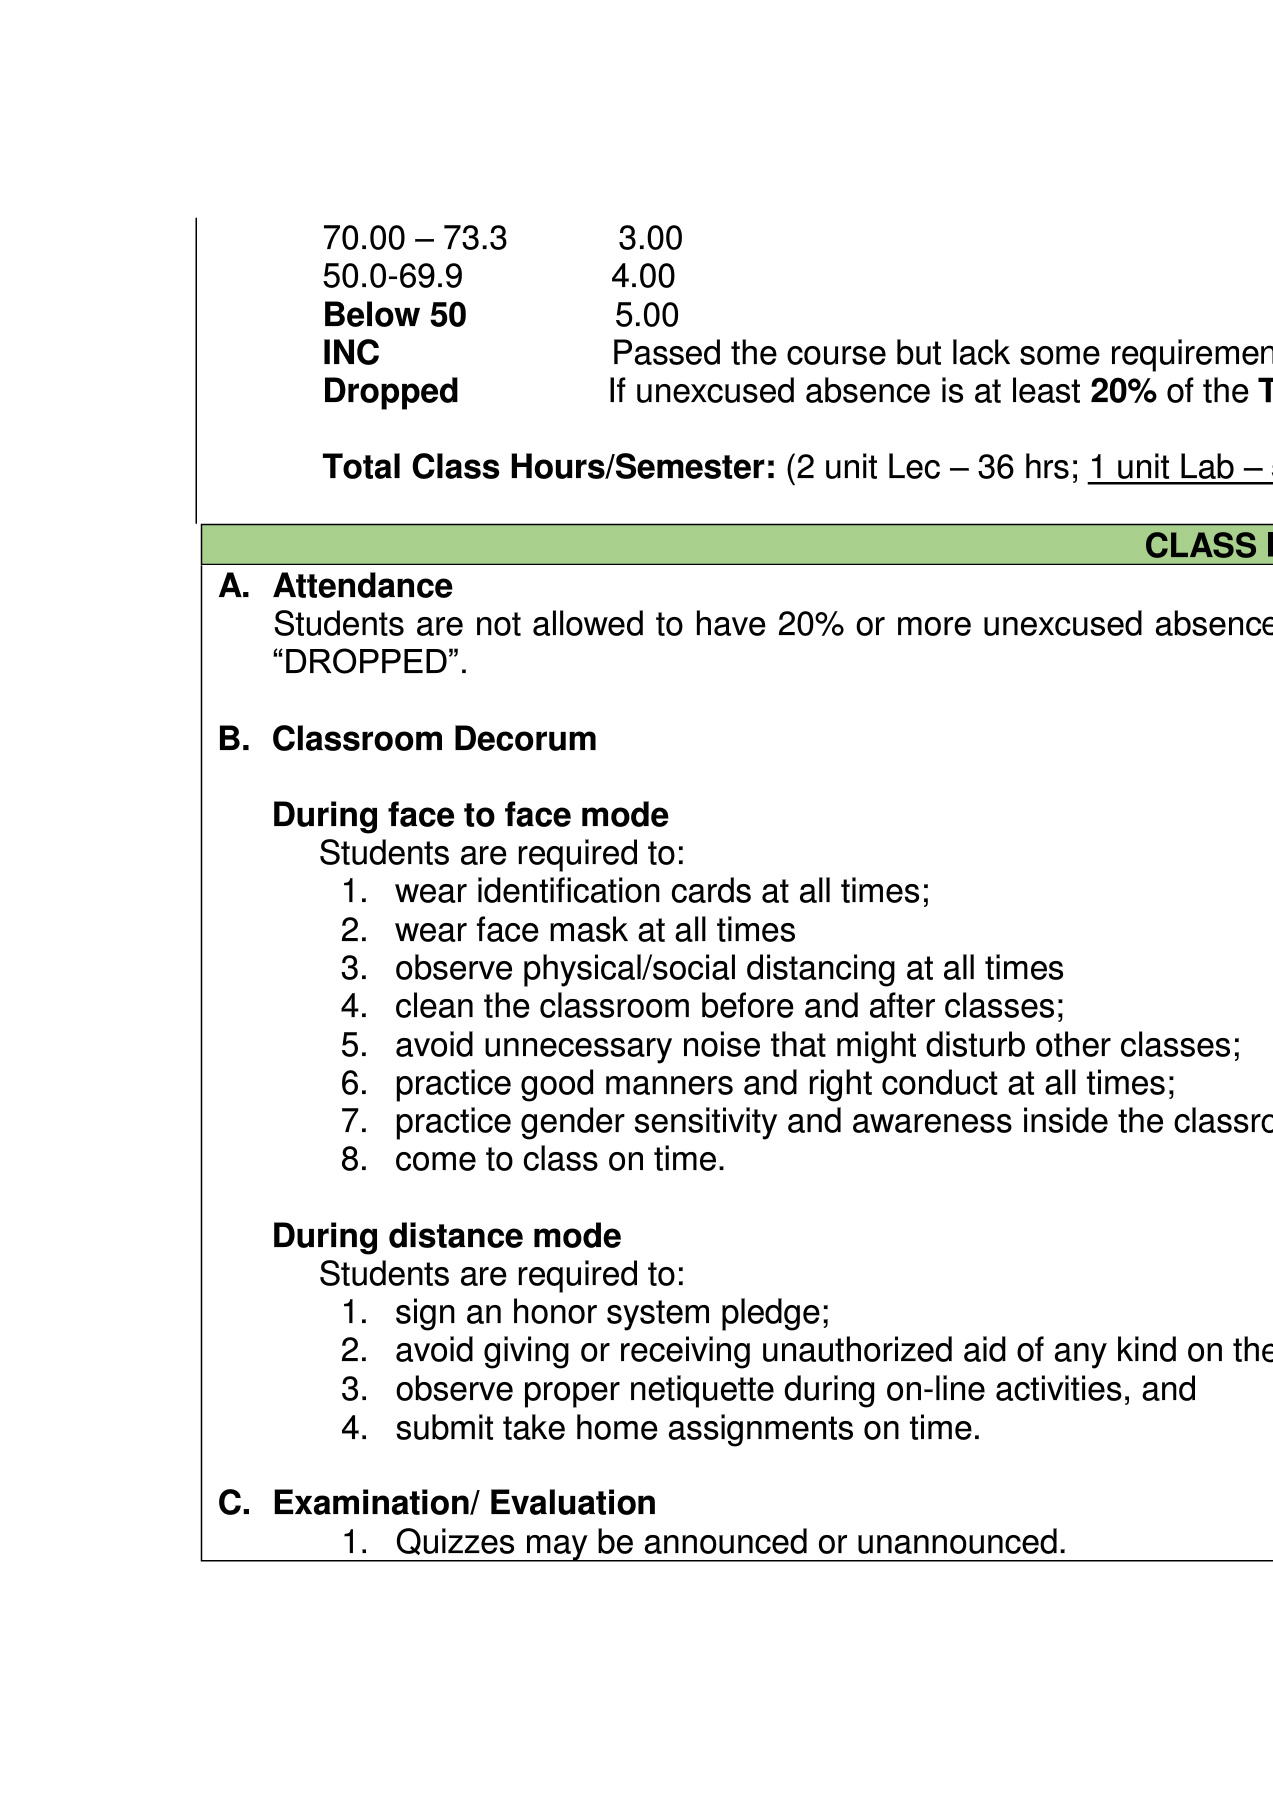 70.00 – 73.3 3.00
50.0-69.9 4.00
Below 50 5.00
INC Passed the course but lack some
Dropped If unexcused absence is at least 20% of the
Total Class Hours/Semester: (2 unit Lec – 36 hrs; 1 unit Lab –
CLASS
A. Attendance
Students are not allowed to have 20% or more unexcused absence
“DROPPED”.
B. Classroom Decorum
During face to face mode
Students are required to:
1. wear identification cards at all times;
2. wear face mask at all times
3. observe physical/social distancing at all times
4. clean the classroom before and after classes;
5. avoid unnecessary noise that might disturb other classes;
6. practice good manners and right conduct at all times;
7. practice gender sensitivity and awareness inside the
8. come to class on time.
During distance mode
Students are required to:
1. sign an honor system pledge;
2. avoid giving or receiving unauthorized aid of any kind on the
3. observe proper netiquette during on-line activities, and
4. submit take home assignments on time.
C. Examination/ Evaluation
1. Quizzes may be announced or unannounced.